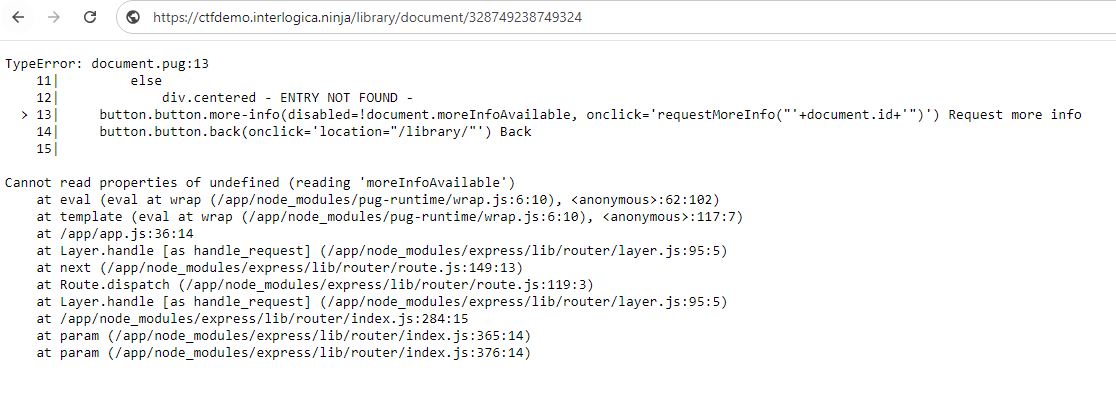 https://ctfdemo.interlogica.ninja/library/document/328749238749324
TypeError: document.pug:13
    11|         else
    12|             div.centered - ENTRY NOT FOUND -
  > 13|     button.button.more-info(disabled=!document.moreInfoAvailable, onclick='requestMoreInfo("'+document.id+'")') Request more info
    14|     button.button.back(onclick='location="/library/"') Back
    15|
Cannot read properties of undefined (reading 'moreInfoAvailable')
    at eval (eval at wrap (/app/node_modules/pug-runtime/wrap.js:6:10), <anonymous>:62:102)
    at template (eval at wrap (/app/node_modules/pug-runtime/wrap.js:6:10), <anonymous>:117:7)
    at /app/app.js:36:14
    at Layer.handle [as handle_request] (/app/node_modules/express/lib/router/layer.js:95:5)
    at next (/app/node_modules/express/lib/router/route.js:149:13)
    at Route.dispatch (/app/node_modules/express/lib/router/route.js:119:3)
    at Layer.handle [as handle_request] (/app/node_modules/express/lib/router/layer.js:95:5)
    at /app/node_modules/express/lib/router/index.js:284:15
    at param (/app/node_modules/express/lib/router/index.js:365:14)
    at param (/app/node_modules/express/lib/router/index.js:376:14)